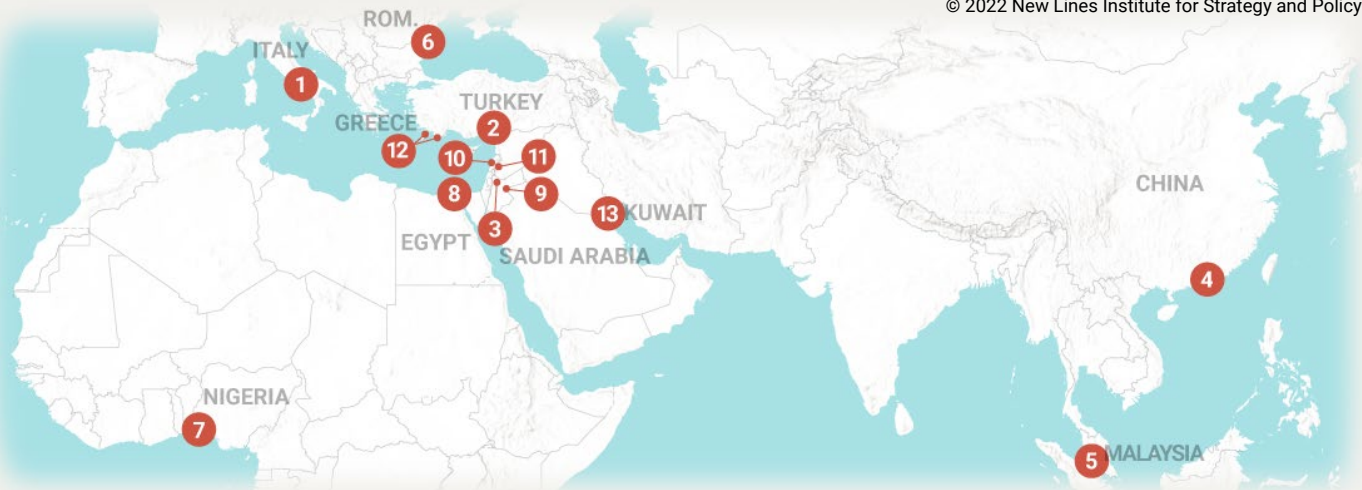 © 2022 New Lines Institute for Strategy and Policy
ROM.
6
ITALY
1
TURKEY
GREECE
2
12
10
11
CHINA
8
9
13 KUWAIT
3
EGYPT
SAUDI ARABIA
4
NIGERIA
7
5 MALAYSIA